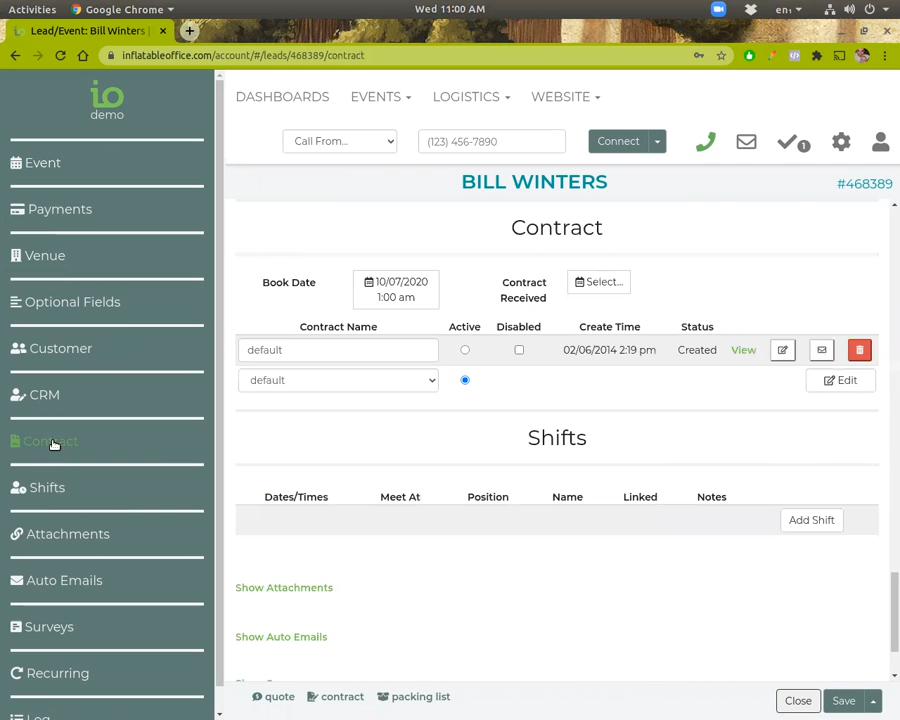 Activities
Google Chrome
Wed 11:00 AM
en₁
Lead/Event: Bill Winters |
inflatableoffice.com/account/#/leads/468389/contract
io
demo
DASHBOARDS
EVENTS
LOGISTICS
WEBSITE
Call From...
(123) 456-7890
Connect
1
BILL WINTERS
#468389
Event
Payments
Venue
Optional Fields
Customer
CRM
Contract
Shifts
Attachments
Auto Emails
Surveys
Recurring
Log
Contract
Book Date
10/07/2020
1:00 am
Contract
Received
Select...
Contract Name
Active
Disabled
Create Time
Status
default
02/06/2014 2:19 pm
Created
View
default
Edit
Shifts
Dates/Times
Meet At
Position
Name
Linked
Notes
Add Shift
Show Attachments
Show Auto Emails
quote
contract
packing list
Close
Save